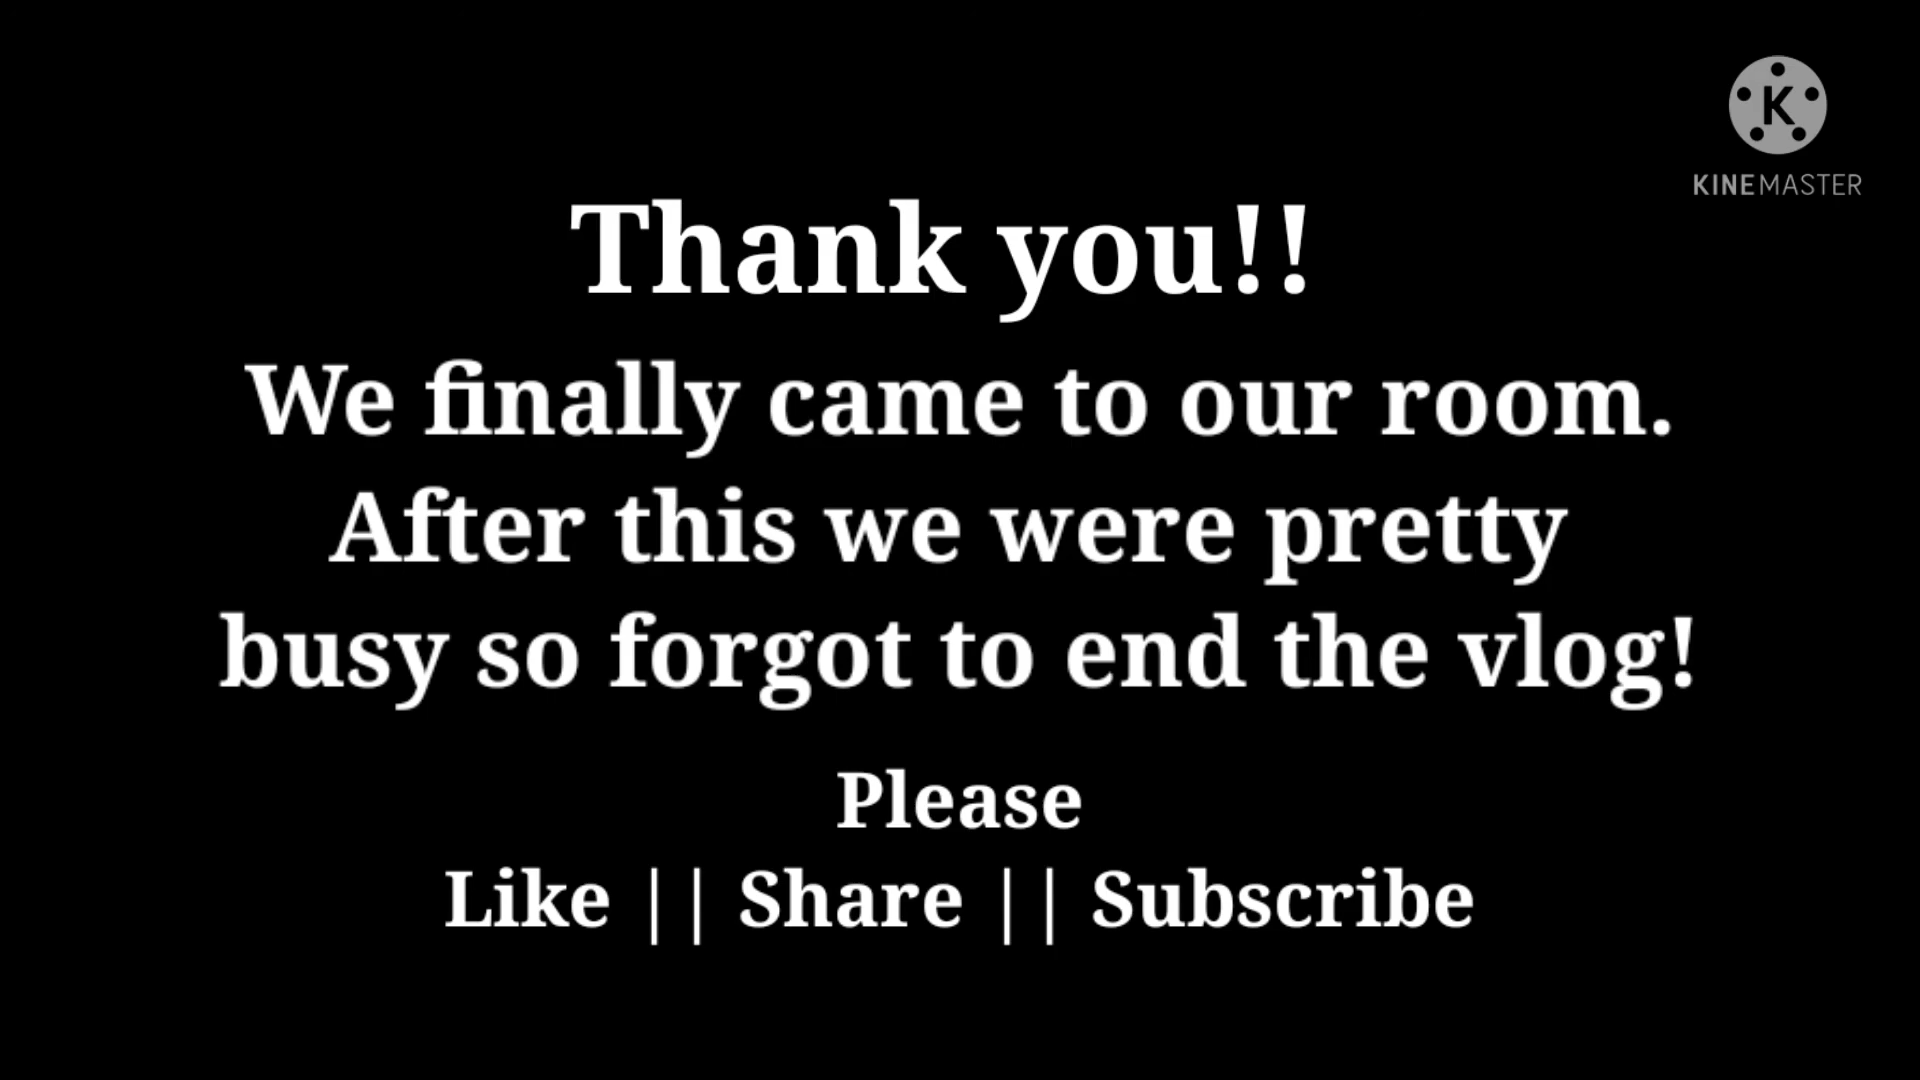 KINEMASTER
Thank you!!
We finally came to our room.
After this we were pretty
busy so forgot to end the vlog!
Please
Like || Share || Subscribe